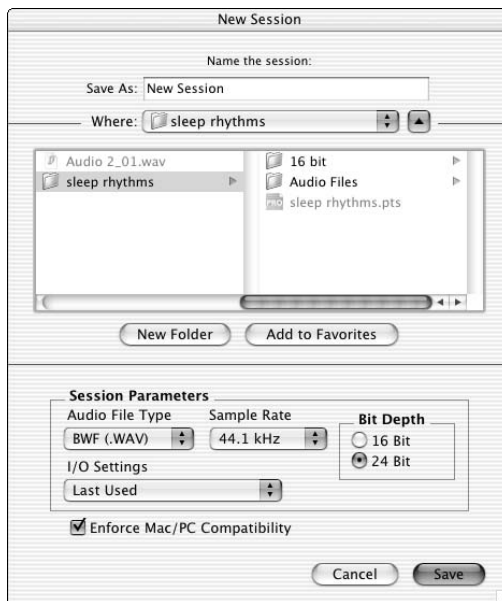 New Session
Name the session:
Save As: New Session
Where: sleep rhythms
Audio 2_01.wav
sleep rhythms
16 bit
Audio Files
sleep rhythms.pts
New Folder
Add to Favorites
Session Parameters
Audio File Type
Sample Rate
BWF (.WAV)
44.1 kHz
Bit Depth
16 Bit
24 Bit
I/O Settings
Last Used
Enforce Mac/PC Compatibility
Cancel
Save